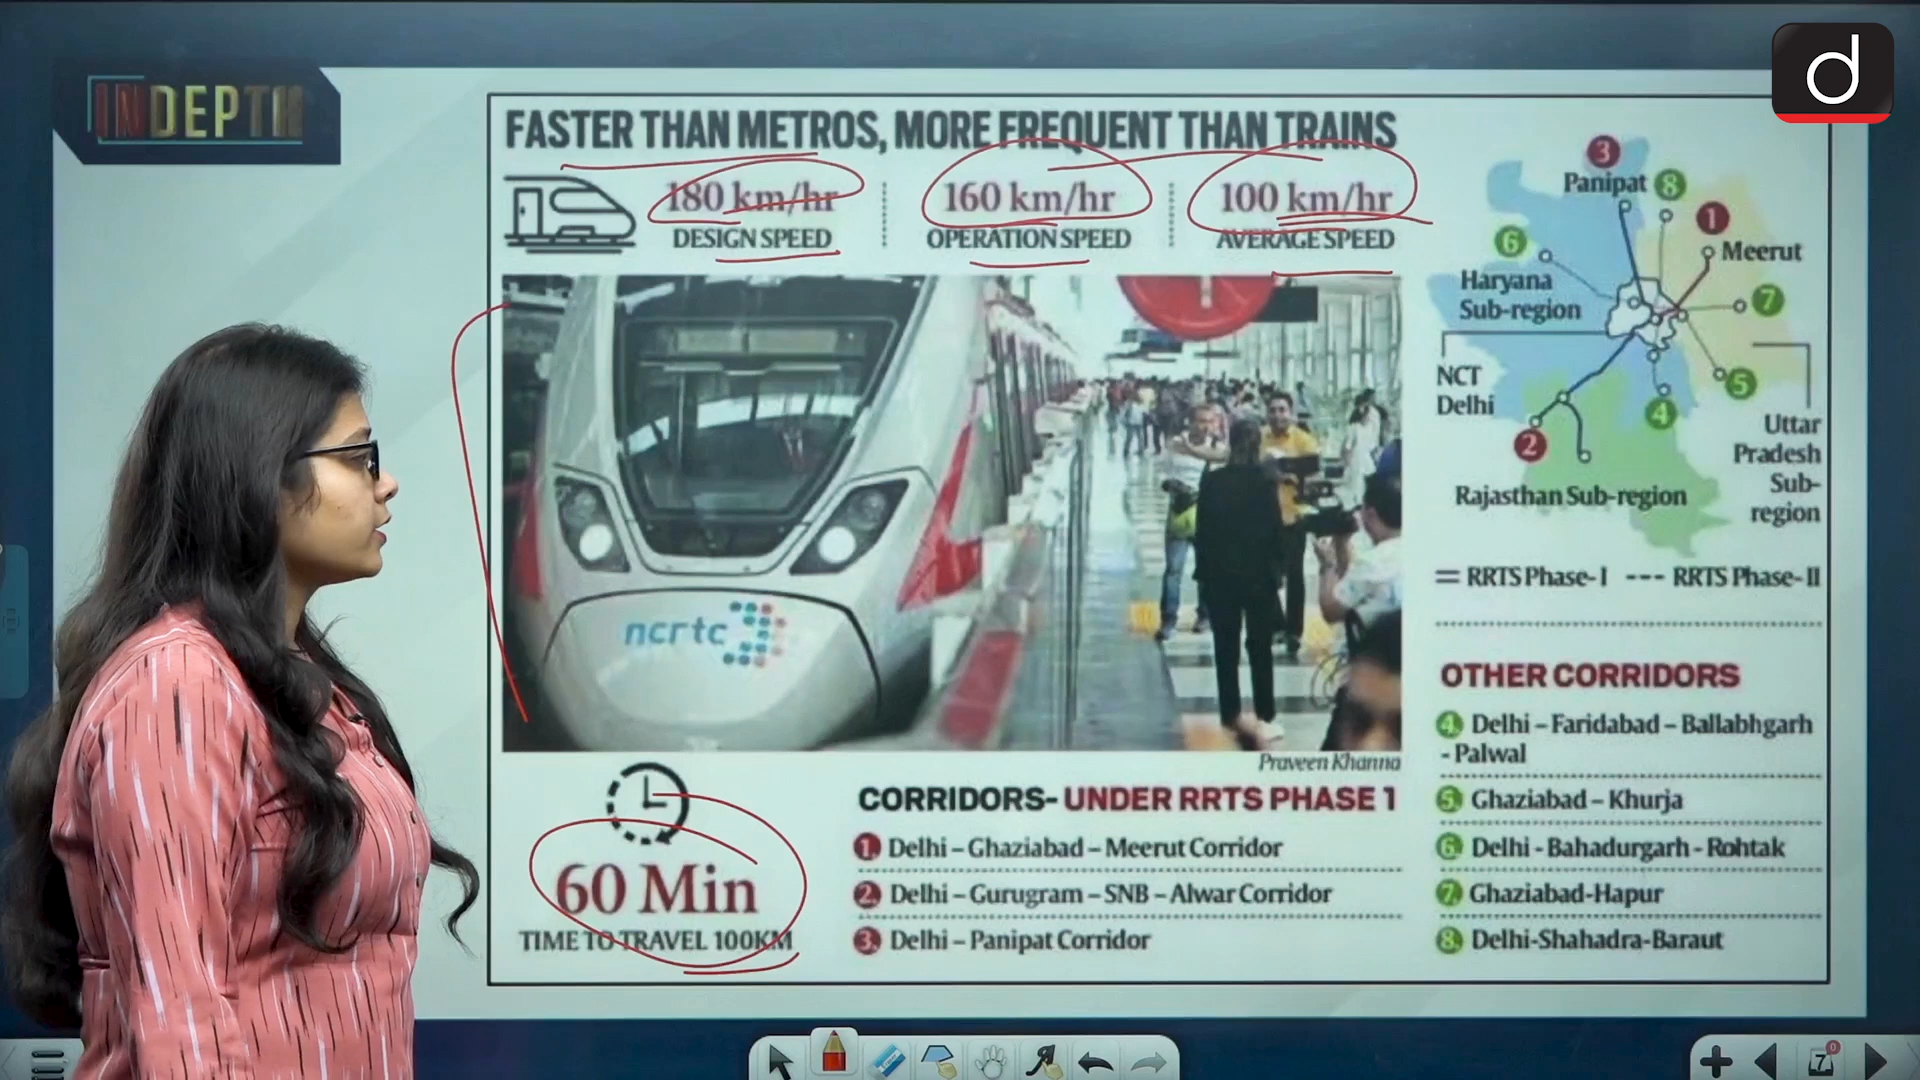 INDEPTH
d
FASTER THAN METROS, MORE FREQUENT THAN TRAINS
180 km/hr
DESIGN SPEED
160 km/hr
OPERATION SPEED
100 km/hr
AVERAGE SPEED
ncrtc
Praveen Khanna
60 Min
TIME TO TRAVEL 100KM
CORRIDORS- UNDER RRTS PHASE 1
1. Delhi – Ghaziabad – Meerut Corridor
2. Delhi – Gurugram – SNB – Alwar Corridor
3. Delhi – Panipat Corridor
3
Panipat
8
1
Meerut
6
Haryana
Sub-region
7
NCT
Delhi
5
4
2
Uttar
Pradesh
Sub-
region
Rajasthan Sub-region
RRTS Phase-I
RRTS Phase-II
OTHER CORRIDORS
4. Delhi – Faridabad – Ballabhgarh
- Palwal
5. Ghaziabad – Khurja
6. Delhi - Bahadurgarh - Rohtak
7. Ghaziabad-Hapur
8. Delhi-Shahadra-Baraut
7
0